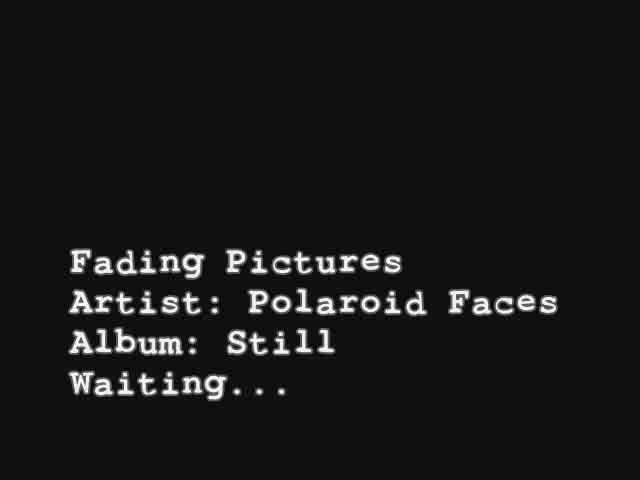 Fading Pictures
Artist: Polaroid Faces
Album: Still
Waiting...